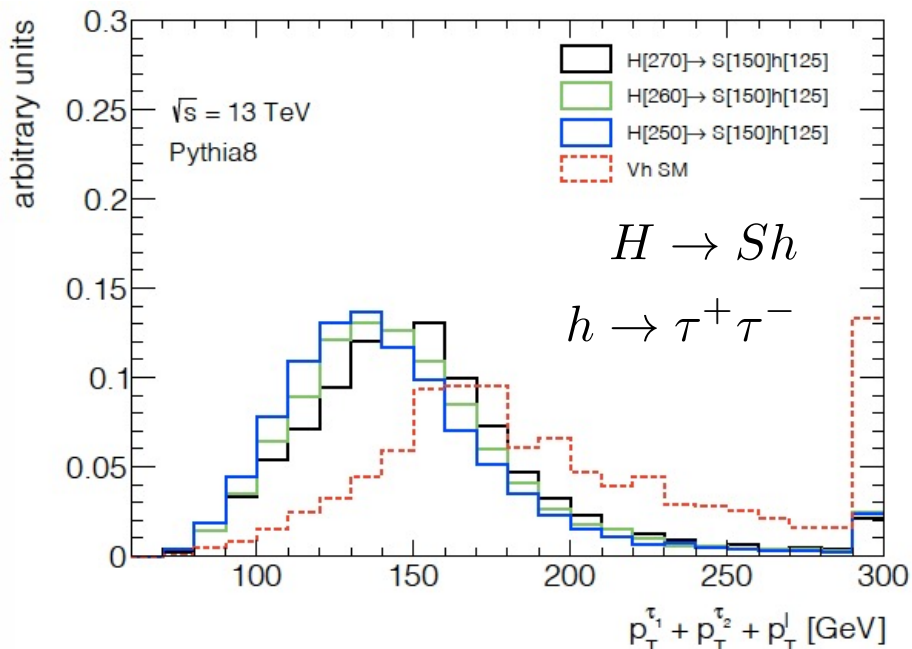 arbitrary units
0.3
0.25
0.2
0.15
0.1
0.05
0
100 150 200 250 300
p_T^{τ_1} + p_T^{τ_2} + p_T^l [GeV]
√s = 13 TeV
Pythia8
H[270]→ S[150]h[125]
H[260]→ S[150]h[125]
H[250]→ S[150]h[125]
Vh SM
H → Sh
h → τ⁺τ⁻